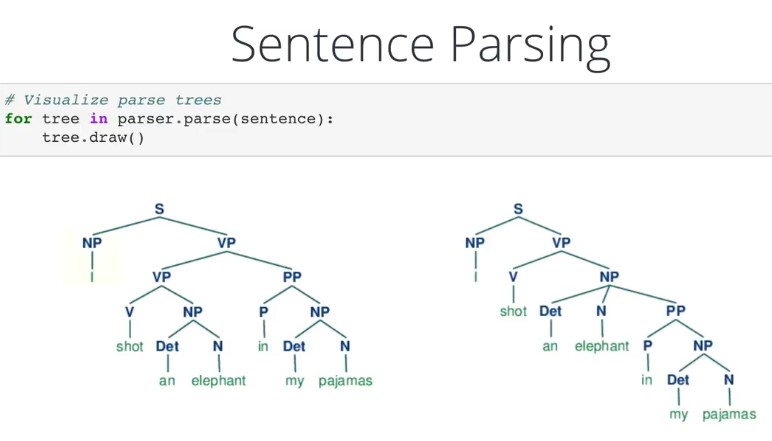 Sentence Parsing
# Visualize parse trees
for tree in parser.parse(sentence):
    tree.draw()
S
NP VP
I VP PP
V NP P NP
shot Det N in Det N
an elephant my pajamas
S
NP VP
I V NP
shot Det N PP
an elephant P NP
in Det N
my pajamas